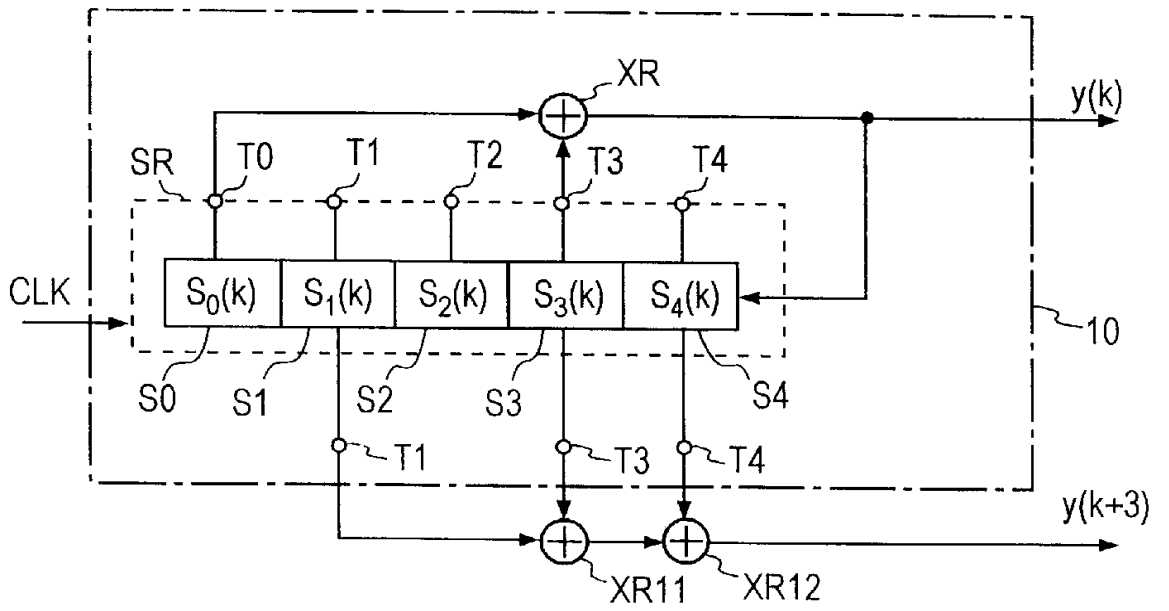 XR
y(k)
SR T0 T1 T2 T3 T4
CLK
S₀(k) S₁(k) S₂(k) S₃(k) S₄(k)
10
S0 S1 S2 S3 S4
T1 T3 T4
y(k+3)
XR11 XR12